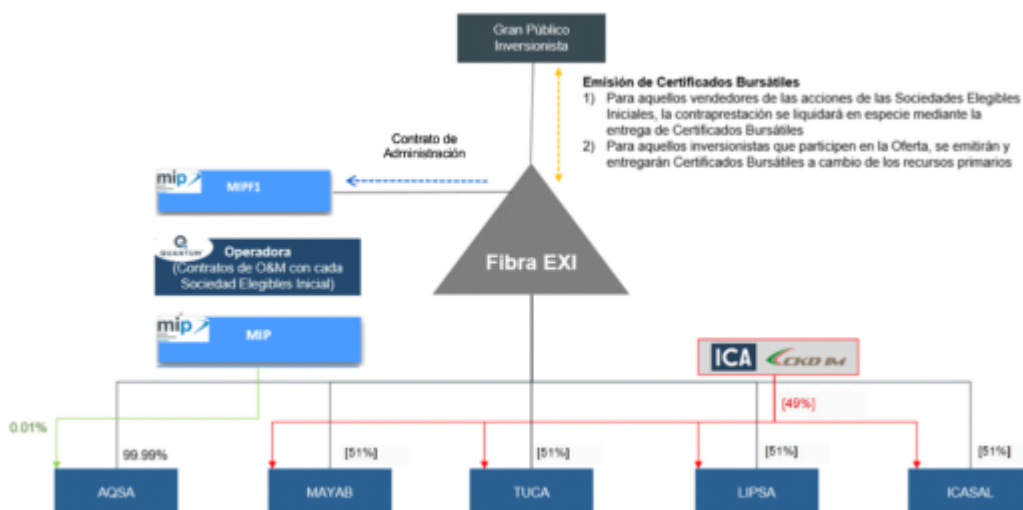 Gran Público
Inversionista
Emisión de Certificados Bursátiles
1) Para aquellos vendedores de las acciones de las Sociedades Elegibles
Iniciales, la contraprestación se liquidará en especie mediante la
entrega de Certificados Bursátiles
2) Para aquellos inversionistas que participen en la Oferta, se emitirán y
entregarán Certificados Bursátiles a cambio de los recursos primarios
Contrato de
Administración
mip
MIPF1
QUANTUM
Operadora
(Contratos de O&M con cada
Sociedad Elegibles Inicial)
Fibra EXI
mip
MIP
ICA
CKD IM
0.01%
99.99%
[51%]
[51%]
[49%]
[51%]
[51%]
AQSA
MAYAB
TUCA
LIPSA
ICASAL